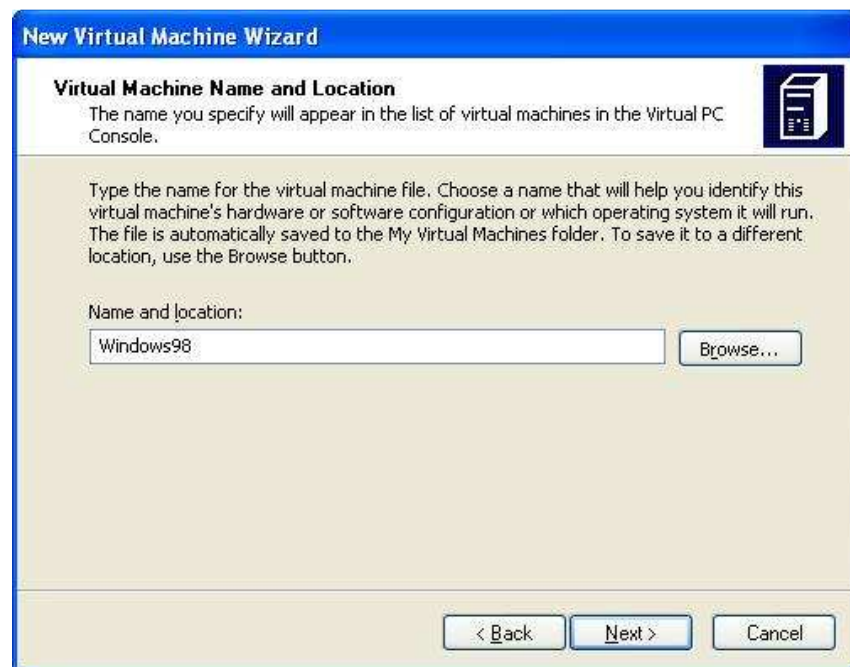 New Virtual Machine Wizard
Virtual Machine Name and Location
The name you specify will appear in the list of virtual machines in the Virtual PC
Console.
Type the name for the virtual machine file. Choose a name that will help you identify this
virtual machine's hardware or software configuration or which operating system it will run.
The file is automatically saved to the My Virtual Machines folder. To save it to a different
location, use the Browse button.
Name and location:
Windows98
Browse...
< Back
Next >
Cancel